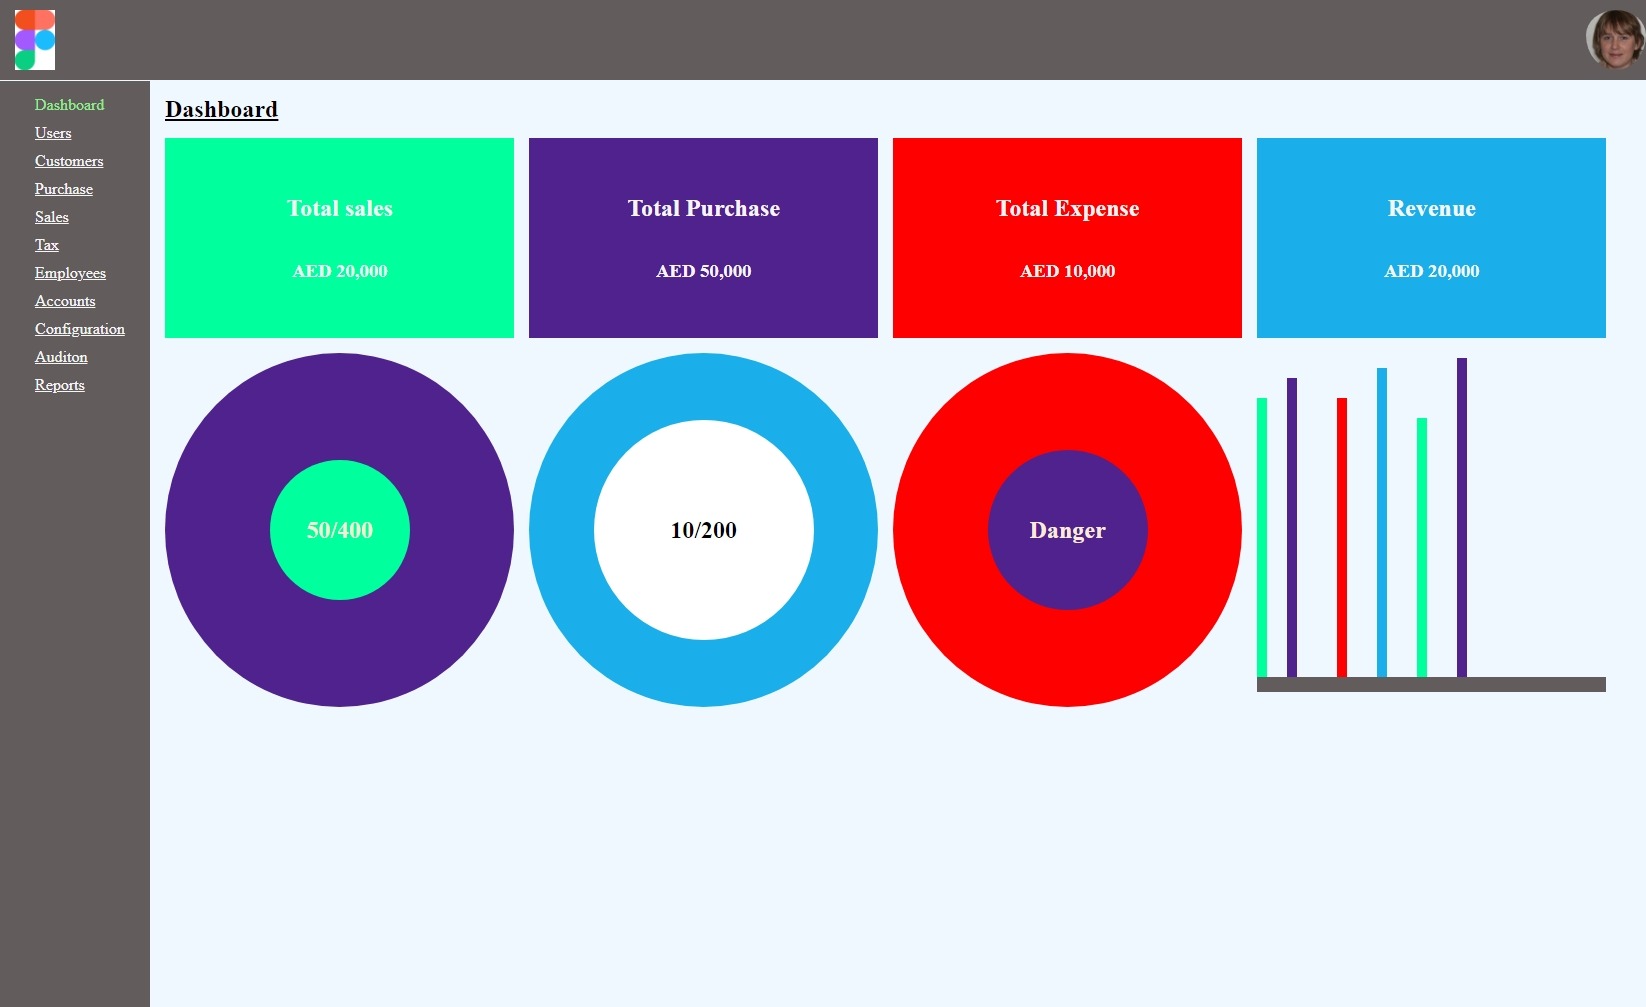 Dashboard
Users
Customers
Purchase
Sales
Tax
Employees
Accounts
Configuration
Auditon
Reports
Dashboard
Total sales
AED 20,000
Total Purchase
AED 50,000
Total Expense
AED 10,000
Revenue
AED 20,000
50/400
10/200
Danger